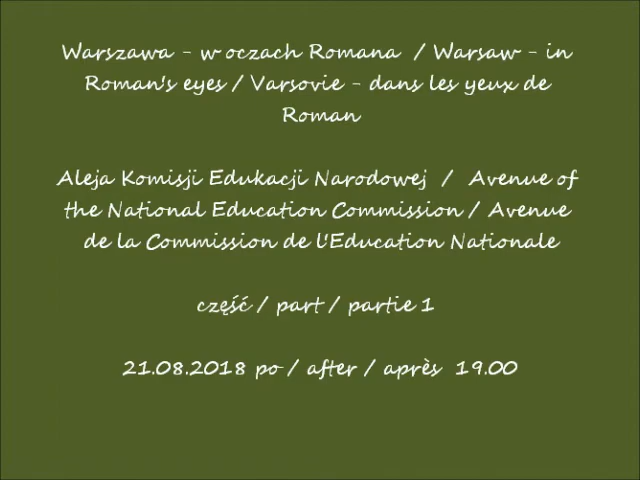 Warszawa - w oczach Romana / Warsaw - in
Roman's eyes / Varsovie - dans les yeux de
Roman
Aleja Komisji Edukacji Narodowej / Avenue of
the National Education Commission / Avenue
de la Commission de l'Education Nationale
część / part / partie 1
21.08.2018 po / after / après 19.00